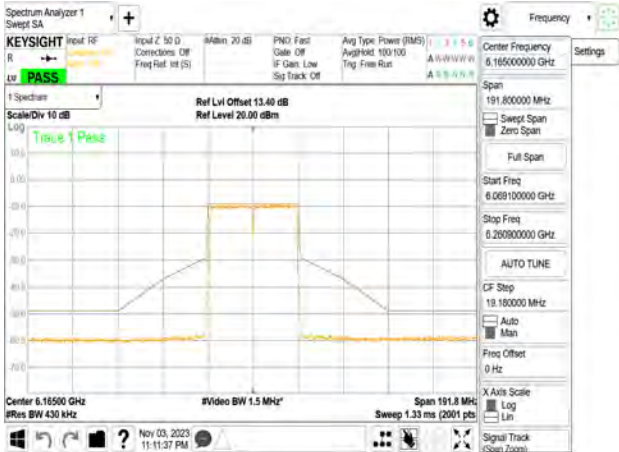 Spectrum Analyzer 1
Swept SA
Frequency
KEYSIGHT
Input: RF
Input Z: 50 Ω
#Atten: 20 dB
PNO: Fast
Avg Type: Power (RMS)
R
Corrections: Off
Gate: Off
Avg|Hold: 100/100
Freq Ref: Int (S)
IF Gain: Low
Trig: Free Run
LV
PASS
Sig Track: Off
Center Frequency
6.165000000 GHz
Settings
1 Spectrum
Scale/Div 10 dB
Ref Lvl Offset 13.40 dB
Ref Level 20.00 dBm
Log
Trace 1 Pass
Span
191.800000 MHz
Swept Span
Zero Span
Full Span
Start Freq
6.069100000 GHz
Stop Freq
6.260900000 GHz
AUTO TUNE
CF Step
19.180000 MHz
Auto
Man
Freq Offset
0 Hz
X Axis Scale
Log
Lin
Signal Track
(Span Zoom)
Center 6.16500 GHz
#Video BW 1.5 MHz*
Span 191.8 MHz
#Res BW 430 kHz
Sweep 1.33 ms (2001 pts
Nov 03, 2023
11:11:37 PM